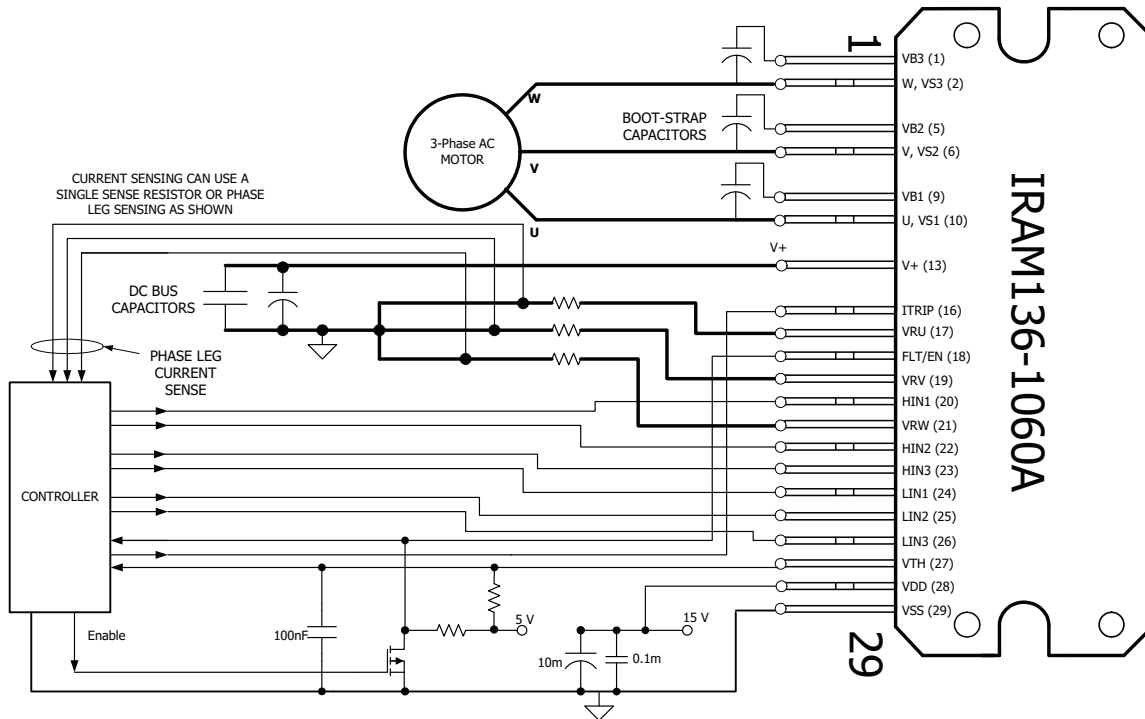 1
VB3 (1)
W, VS3 (2)
W
BOOT-STRAP
CAPACITORS
VB2 (5)
3-Phase AC
MOTOR
V, VS2 (6)
V
CURRENT SENSING CAN USE A
SINGLE SENSE RESISTOR OR PHASE
LEG SENSING AS SHOWN
VB1 (9)
U, VS1 (10)
U
V+
V+ (13)
DC BUS
CAPACITORS
ITRIP (16)
VRU (17)
PHASE LEG
CURRENT
SENSE
FLT/EN (18)
VRV (19)
HIN1 (20)
VRW (21)
HIN2 (22)
HIN3 (23)
CONTROLLER
LIN1 (24)
LIN2 (25)
LIN3 (26)
VTH (27)
VDD (28)
VSS (29)
IRAM136-1060A
Enable
100nF
5 V
15 V
10m
0.1m
29